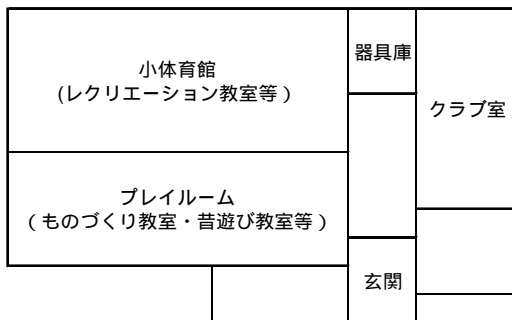 小体育館
(レクリエーション教室等)
器具庫
クラブ室
プレイルーム
(ものづくり教室・昔遊び教室等)
玄関